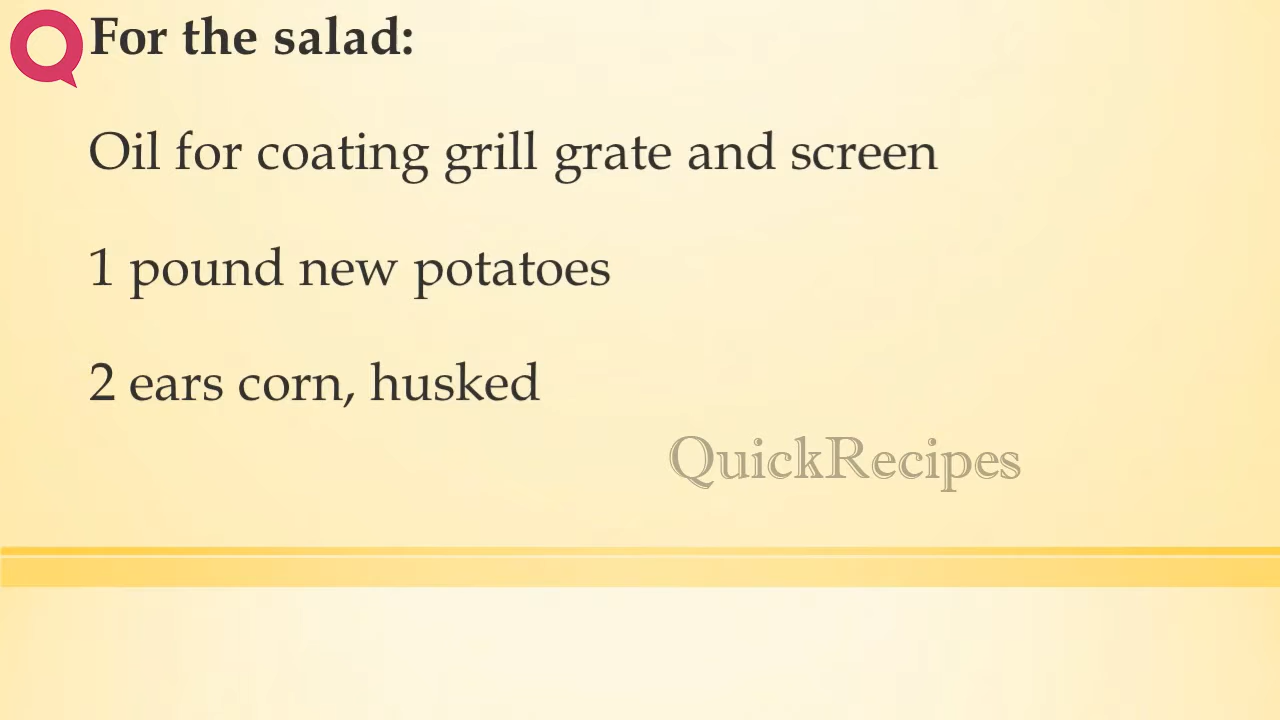 For the salad:
Oil for coating grill grate and screen
1 pound new potatoes
2 ears corn, husked
QuickRecipes